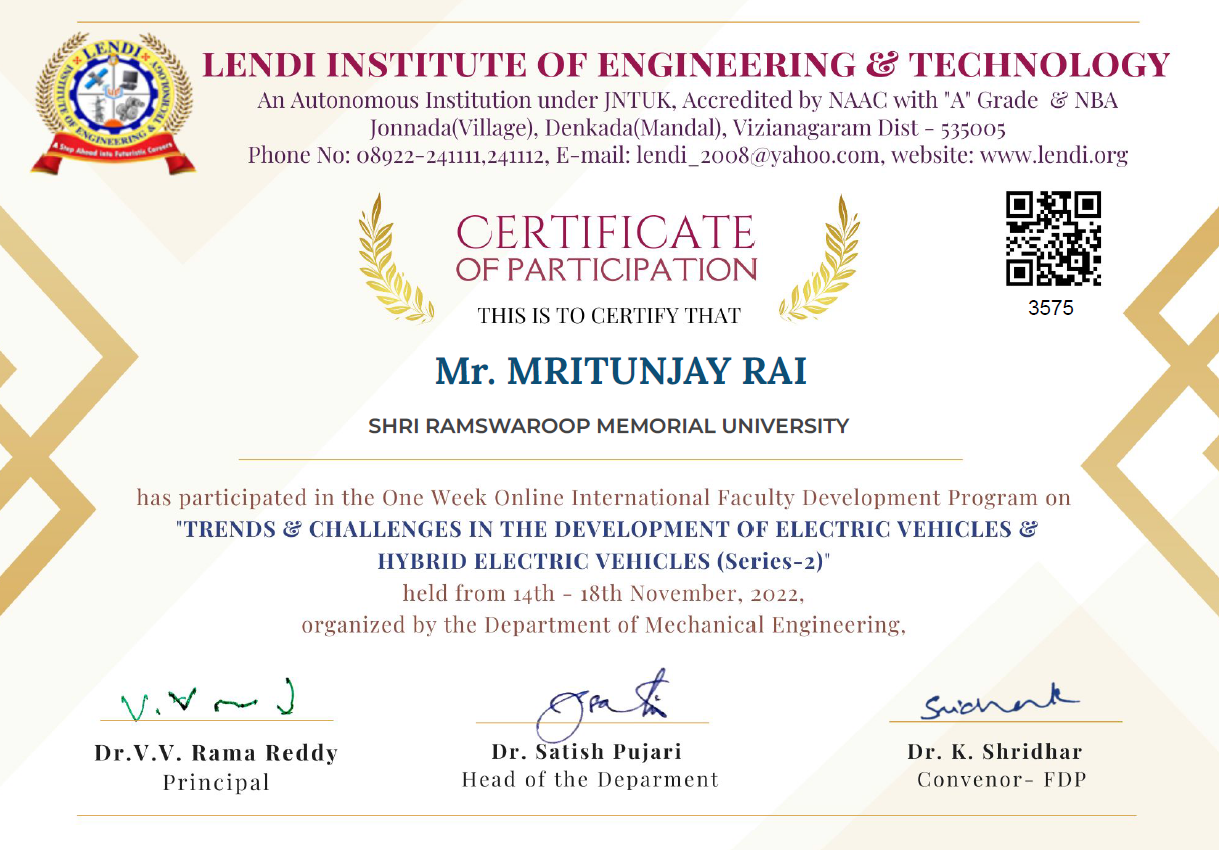 LENDI INSTITUTE OF ENGINEERING & TECHNOLOGY
An Autonomous Institution under JNTUK, Accredited by NAAC with "A" Grade & NBA
Jonnada(Village), Denkada(Mandal), Vizianagaram Dist - 535005
Phone No: 08922-241111,241112, E-mail: lendi_2008@yahoo.com, website: www.lendi.org
LENDI
INSTITUTE OF ENGINEERING & TECHNOLOGY
A Step Ahead into Futuristic Careers
CERTIFICATE
OF PARTICIPATION
THIS IS TO CERTIFY THAT
3575
Mr. MRITUNJAY RAI
SHRI RAMSWAROOP MEMORIAL UNIVERSITY
has participated in the One Week Online International Faculty Development Program on
"TRENDS & CHALLENGES IN THE DEVELOPMENT OF ELECTRIC VEHICLES &
HYBRID ELECTRIC VEHICLES (Series-2)"
held from 14th - 18th November, 2022,
organized by the Department of Mechanical Engineering,
Dr.V.V. Rama Reddy
Principal
Dr. Satish Pujari
Head of the Deparment
Dr. K. Shridhar
Convenor- FDP